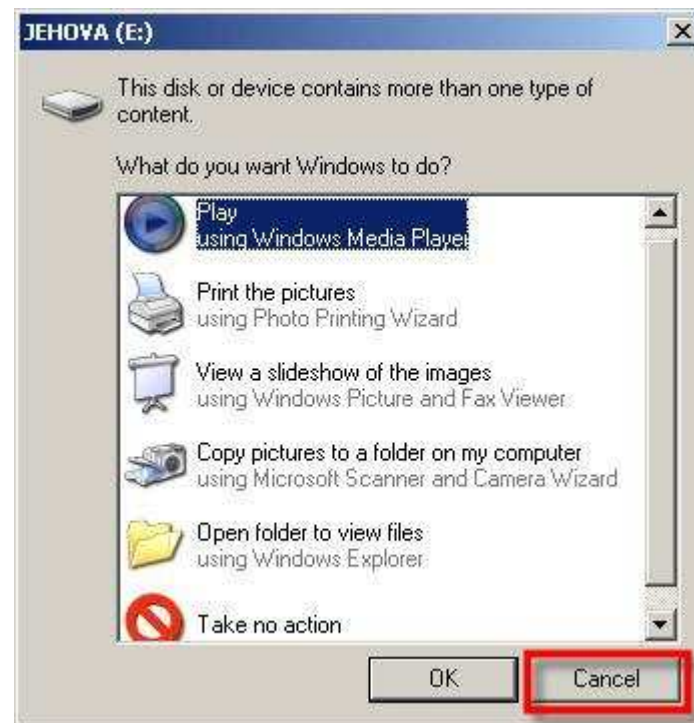 JEHOVA (E:)
This disk or device contains more than one type of
content.
What do you want Windows to do?
Play
using Windows Media Player
Print the pictures
using Photo Printing Wizard
View a slideshow of the images
using Windows Picture and Fax Viewer
Copy pictures to a folder on my computer
using Microsoft Scanner and Camera Wizard
Open folder to view files
using Windows Explorer
Take no action
OK
Cancel